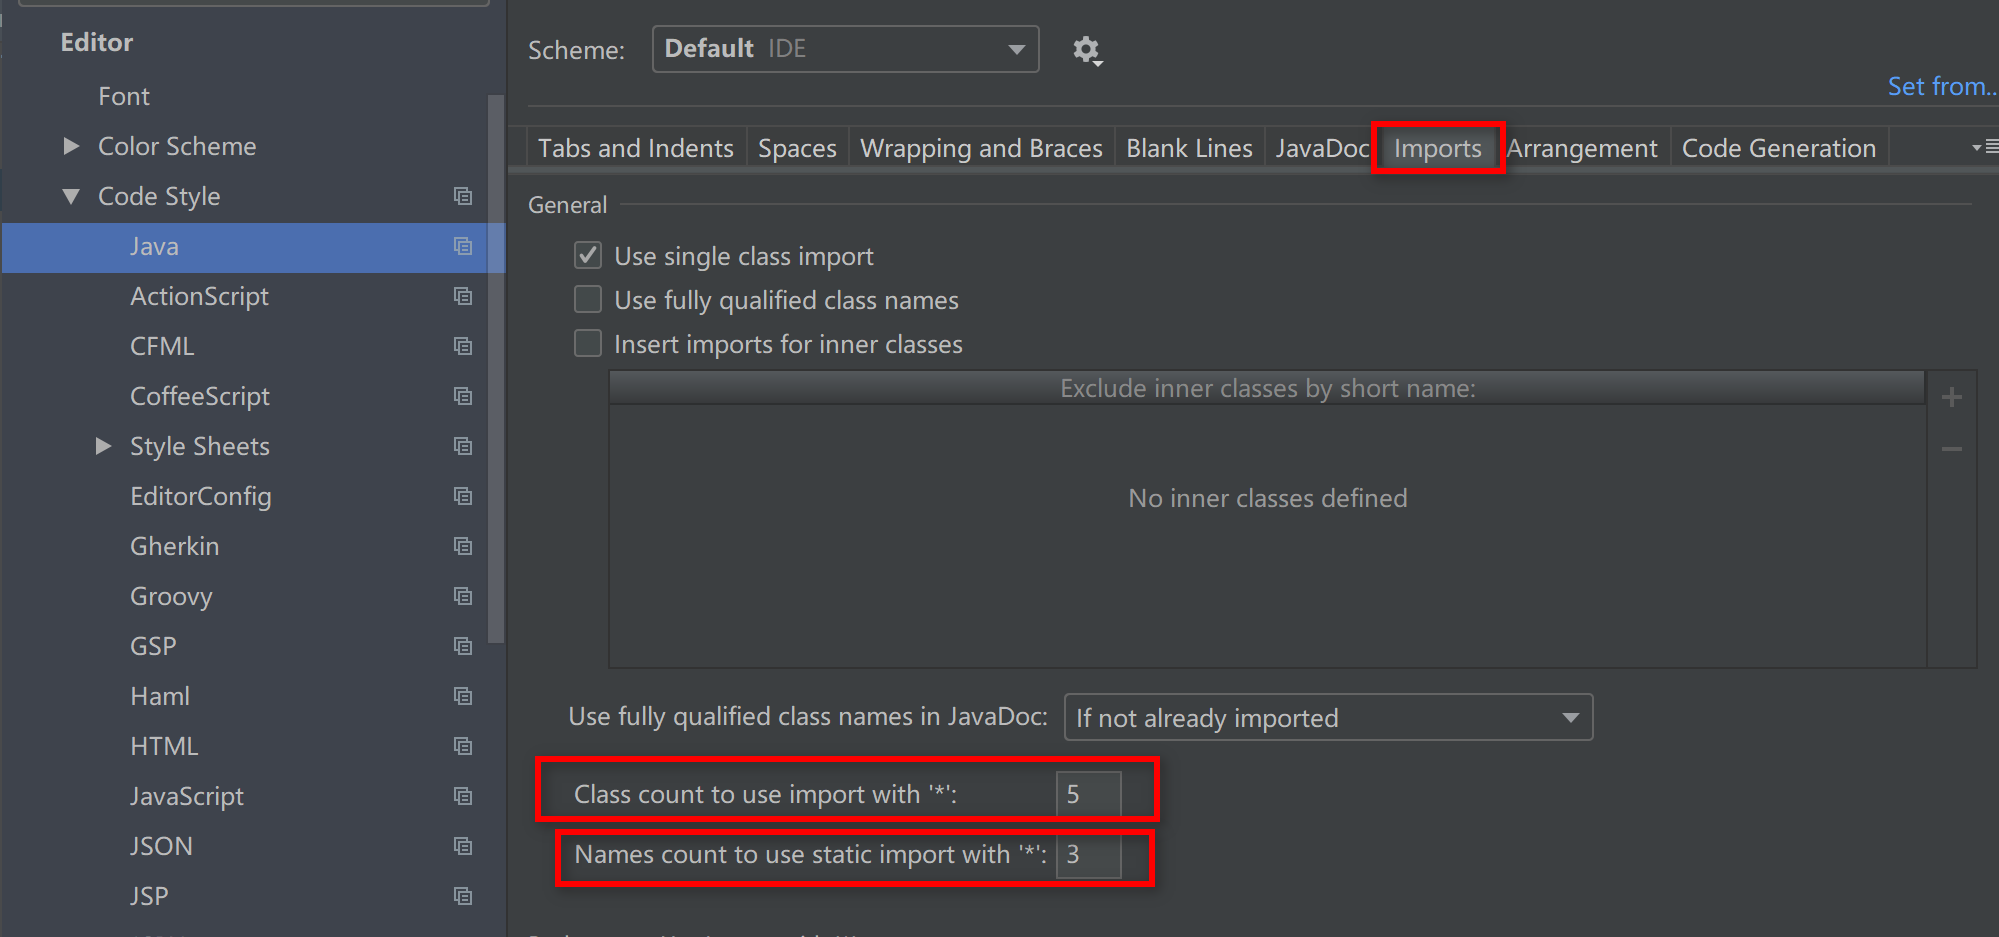 Editor
Font
Color Scheme
Code Style
Java
ActionScript
CFML
CoffeeScript
Style Sheets
EditorConfig
Gherkin
Groovy
GSP
Haml
HTML
JavaScript
JSON
JSP
Scheme: Default IDE
Set from..
Tabs and Indents Spaces Wrapping and Braces Blank Lines JavaDoc Imports Arrangement Code Generation
General
Use single class import
Use fully qualified class names
Insert imports for inner classes
Exclude inner classes by short name:
No inner classes defined
Use fully qualified class names in JavaDoc: If not already imported
Class count to use import with '*': 5
Names count to use static import with '*': 3